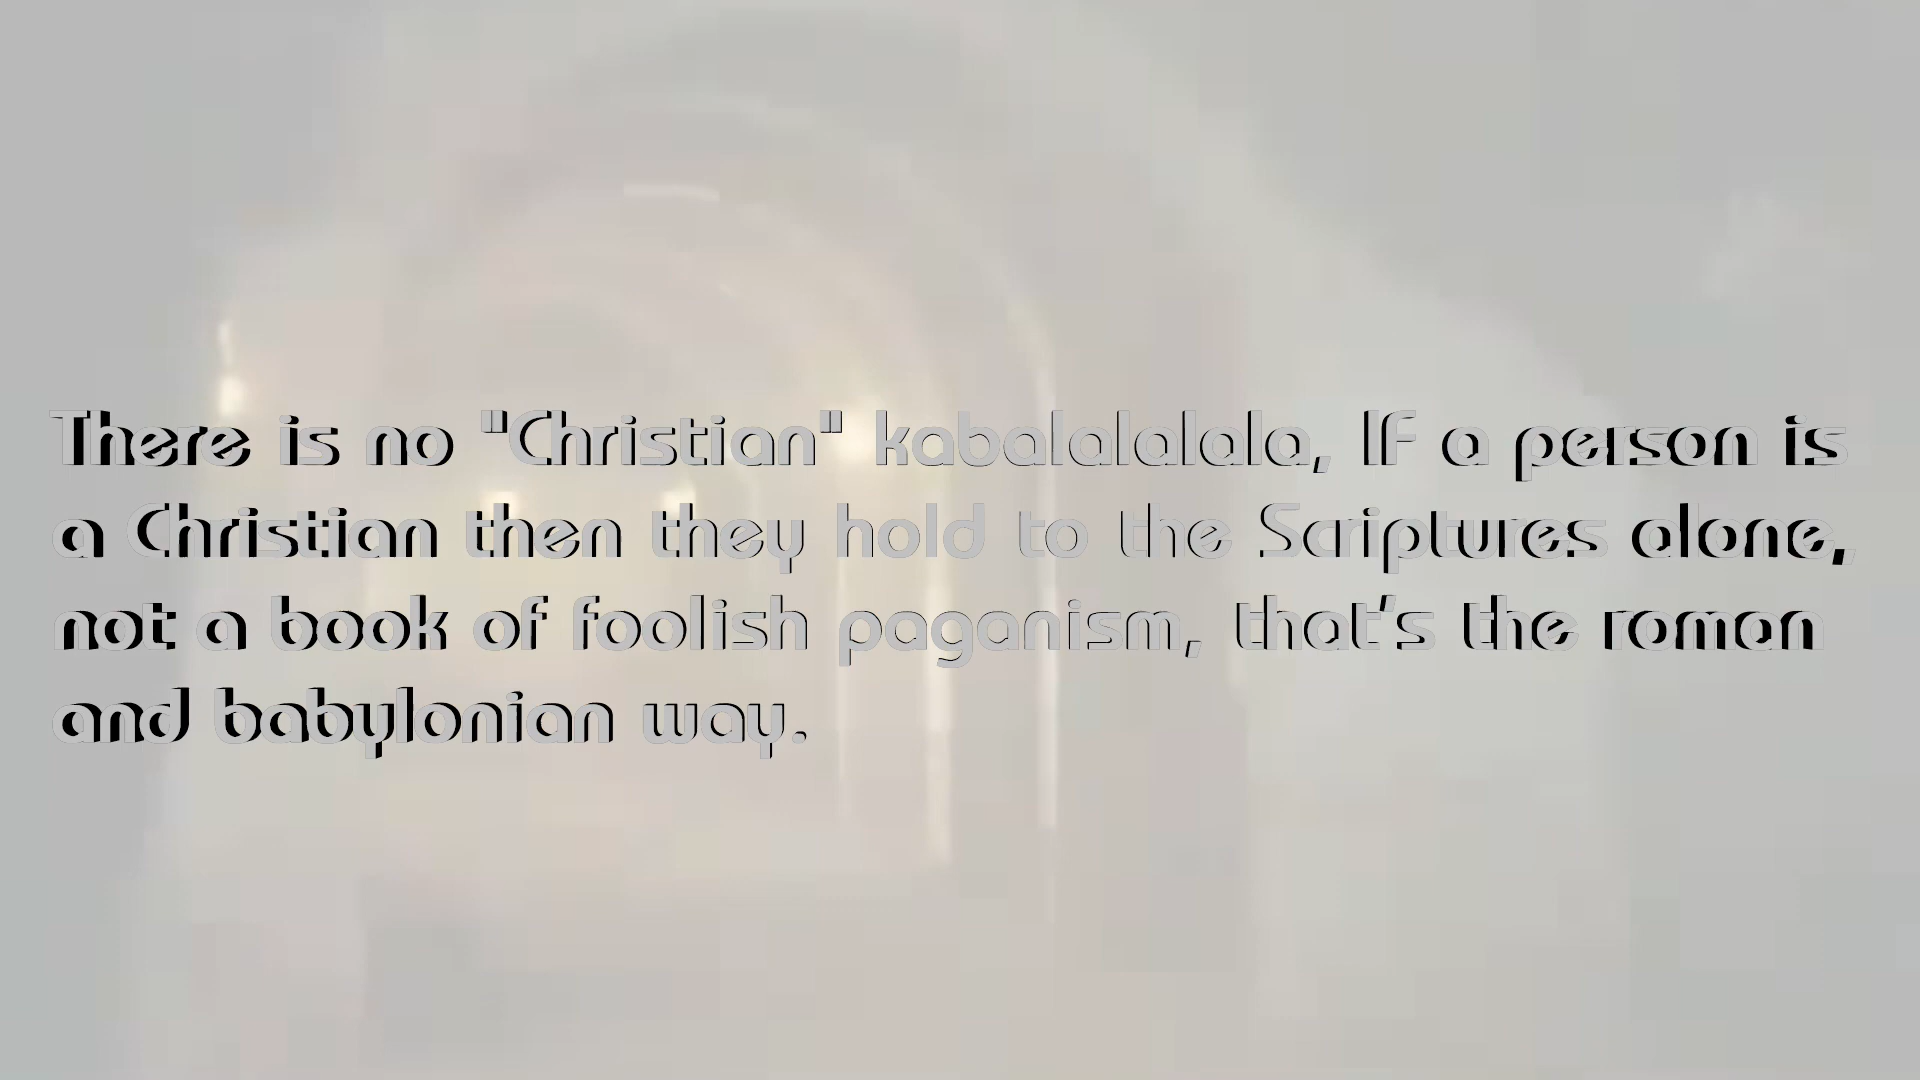 There is no "Christian" kabalalalala, If a person is
a Christian then they hold to the Scriptures alone,
not a book of foolish paganism, that's the roman
and babylonian way.